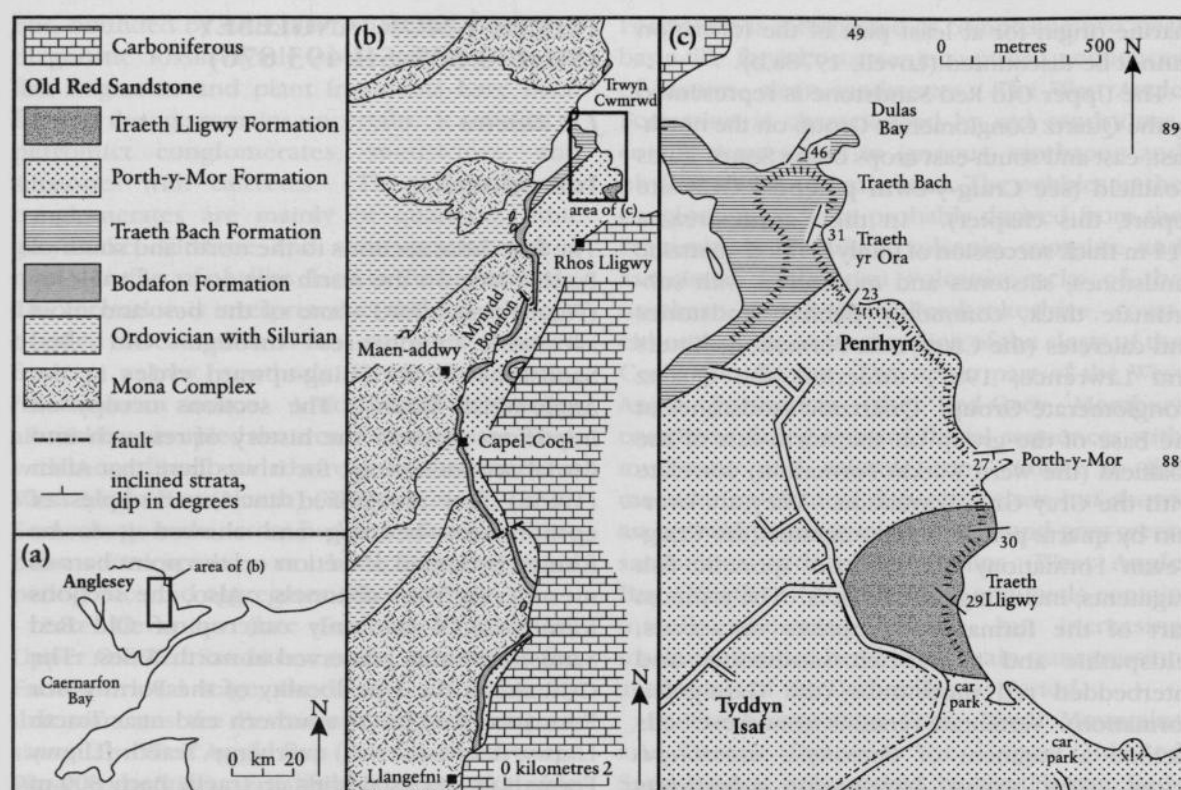 Carboniferous
Old Red Sandstone
Traeth Lligwy Formation
Porth-y-Mor Formation
Traeth Bach Formation
Bodafon Formation
Ordovician with Silurian
Mona Complex
fault
inclined strata,
dip in degrees
(a)
area of (b)
Anglesey
Caernarfon
Bay
N
0 km 20
(b)
Trwyn
Cwmrwd
area of (c)
Rhos Lligwy
Mynydd
Bodafon
Maen-addwy
Capel-Coch
N
0 kilometres 2
Llangefni
(c)
49
0 metres 500
N
Dulas
Bay
89
46
Traeth Bach
31
Traeth
yr Ora
23
Penrhyn
27
Porth-y-Mor
88
30
29
Traeth
Lligwy
car
park
Tyddyn
Isaf
car
park